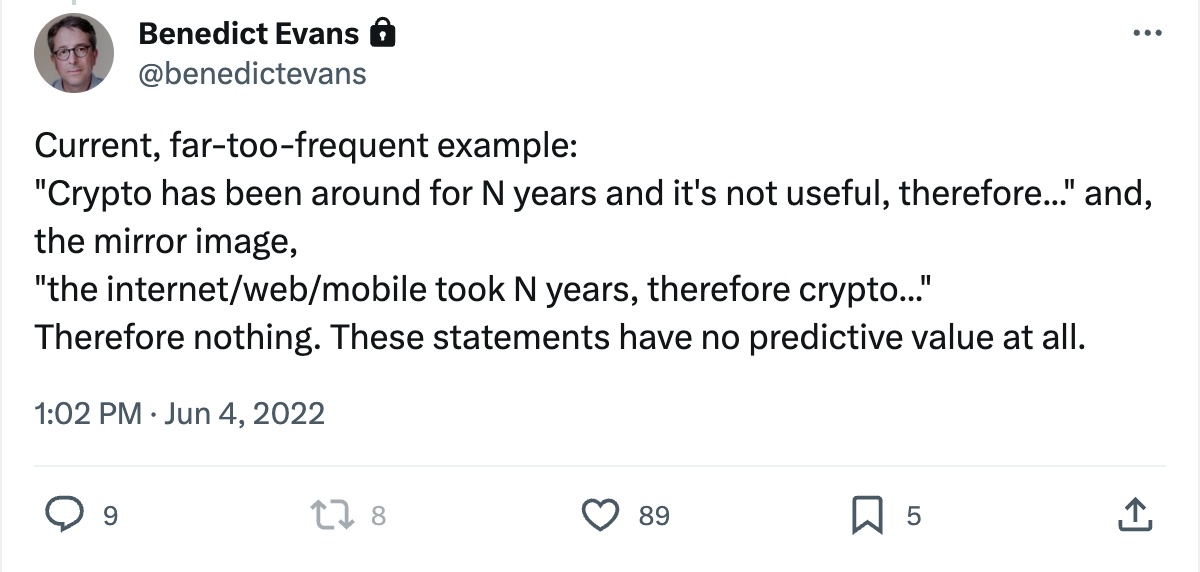 Benedict Evans
@benedictevans
Current, far-too-frequent example:
"Crypto has been around for N years and it's not useful, therefore..." and,
the mirror image,
"the internet/web/mobile took N years, therefore crypto..."
Therefore nothing. These statements have no predictive value at all.
1:02 PM · Jun 4, 2022
9 8 89 5